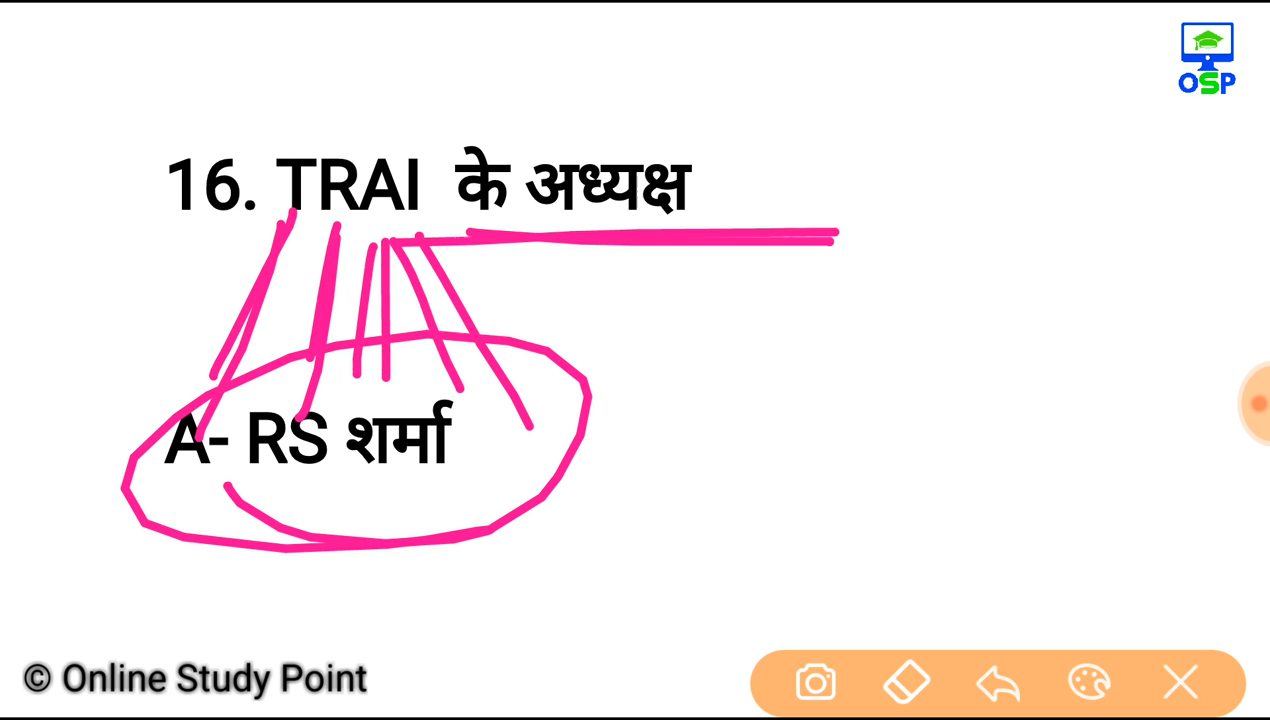 OSP
16. TRAI के अध्यक्ष
A- RS शर्मा
© Online Study Point